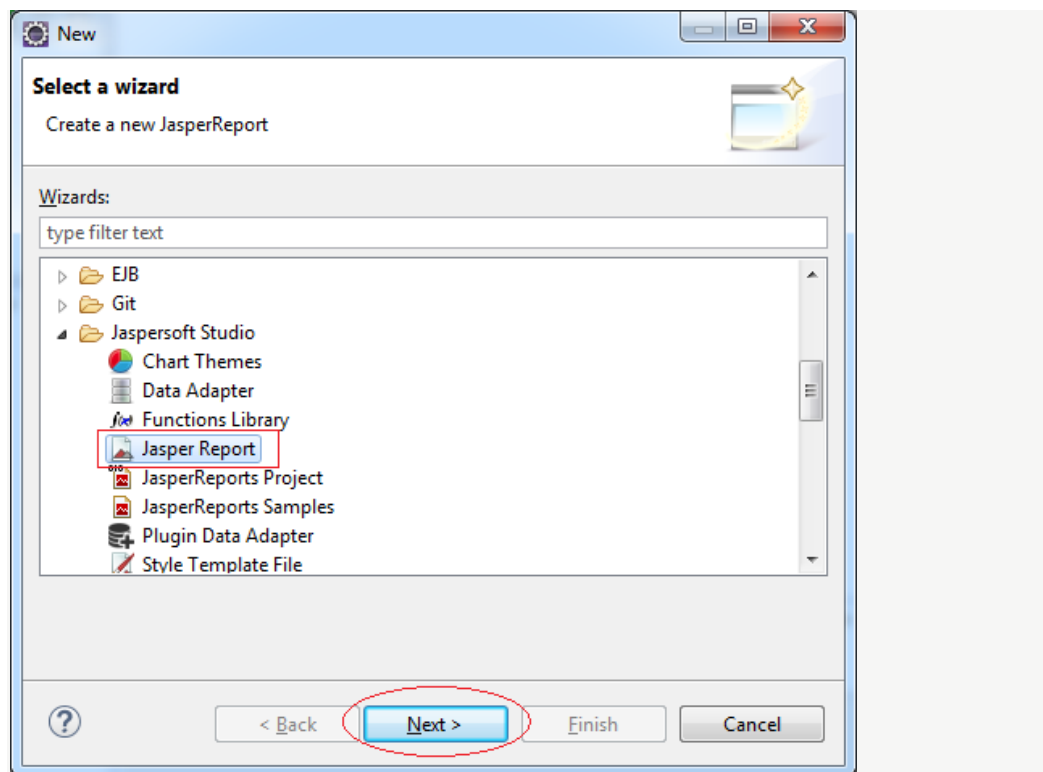 New
Select a wizard
Create a new JasperReport
Wizards:
type filter text
EJB
Git
Jaspersoft Studio
Chart Themes
Data Adapter
f(x) Functions Library
Jasper Report
010 JasperReports Project
JasperReports Samples
Plugin Data Adapter
Style Template File
? < Back Next > Finish Cancel